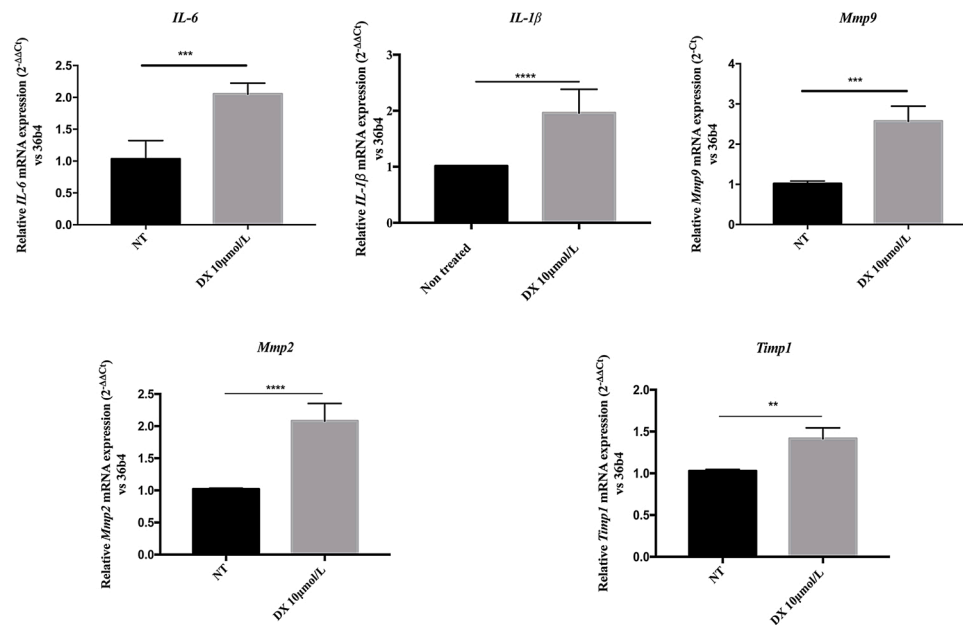 IL-6
Relative IL-6 mRNA expression (2-ΔΔCt)
vs 36b4
2.5
2.0
1.5
1.0
0.5
0.0
***
NT
DX 10μmol/L
IL-1β
Relative IL-1β mRNA expression (2-ΔΔCt)
vs 36b4
3
2
1
0
****
Non treated
DX 10μmol/L
Mmp9
Relative Mmp9 mRNA expression (2-Ct)
vs 36b4
4
3
2
1
0
***
NT
DX 10μmol/L
Mmp2
Relative Mmp2 mRNA expression (2-ΔΔCt)
vs 36b4
2.5
2.0
1.5
1.0
0.5
0.0
****
NT
DX 10μmol/L
Timp1
Relative Timp1 mRNA expression (2-ΔΔCt)
vs 36b4
2.0
1.5
1.0
0.5
0.0
**
NT
DX 10μmol/L